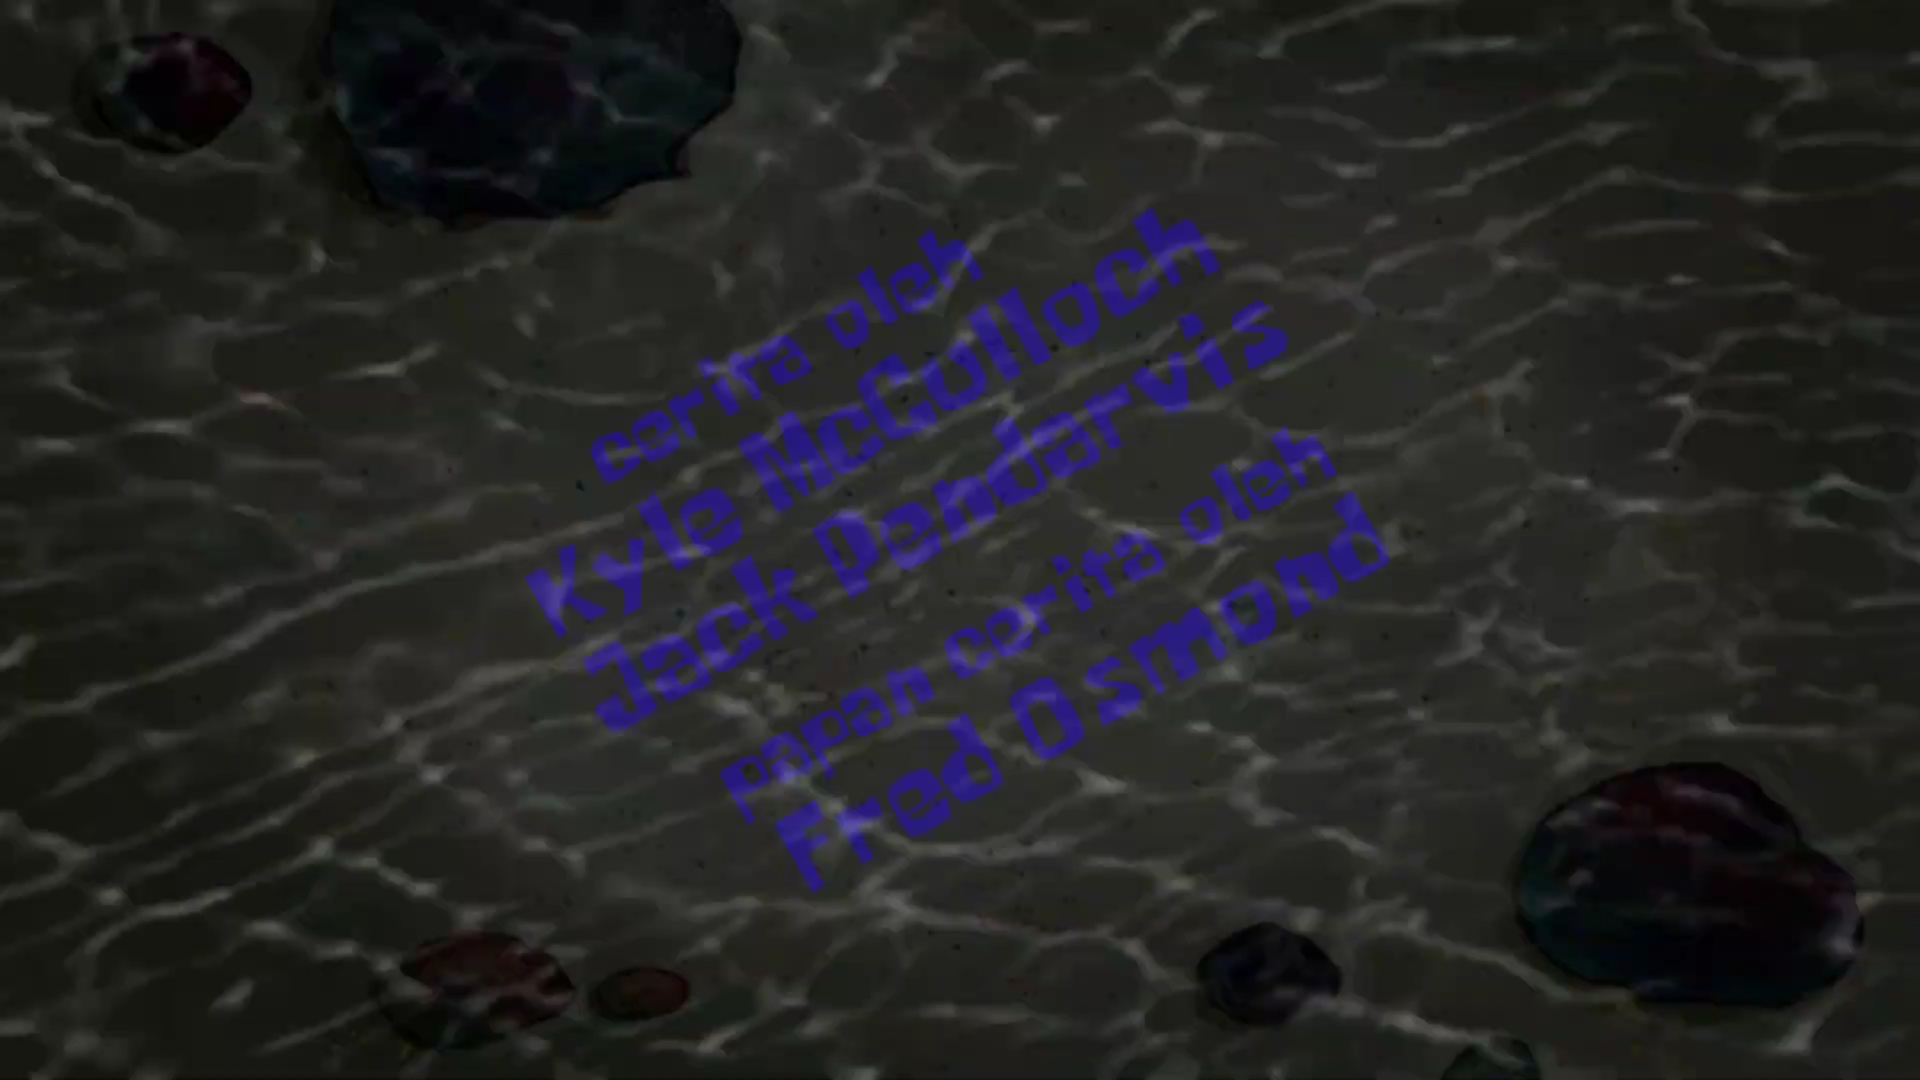 cerita oleh
Kyle McCulloch
Jack Pendarvis
papan cerita oleh
Fred Osmond